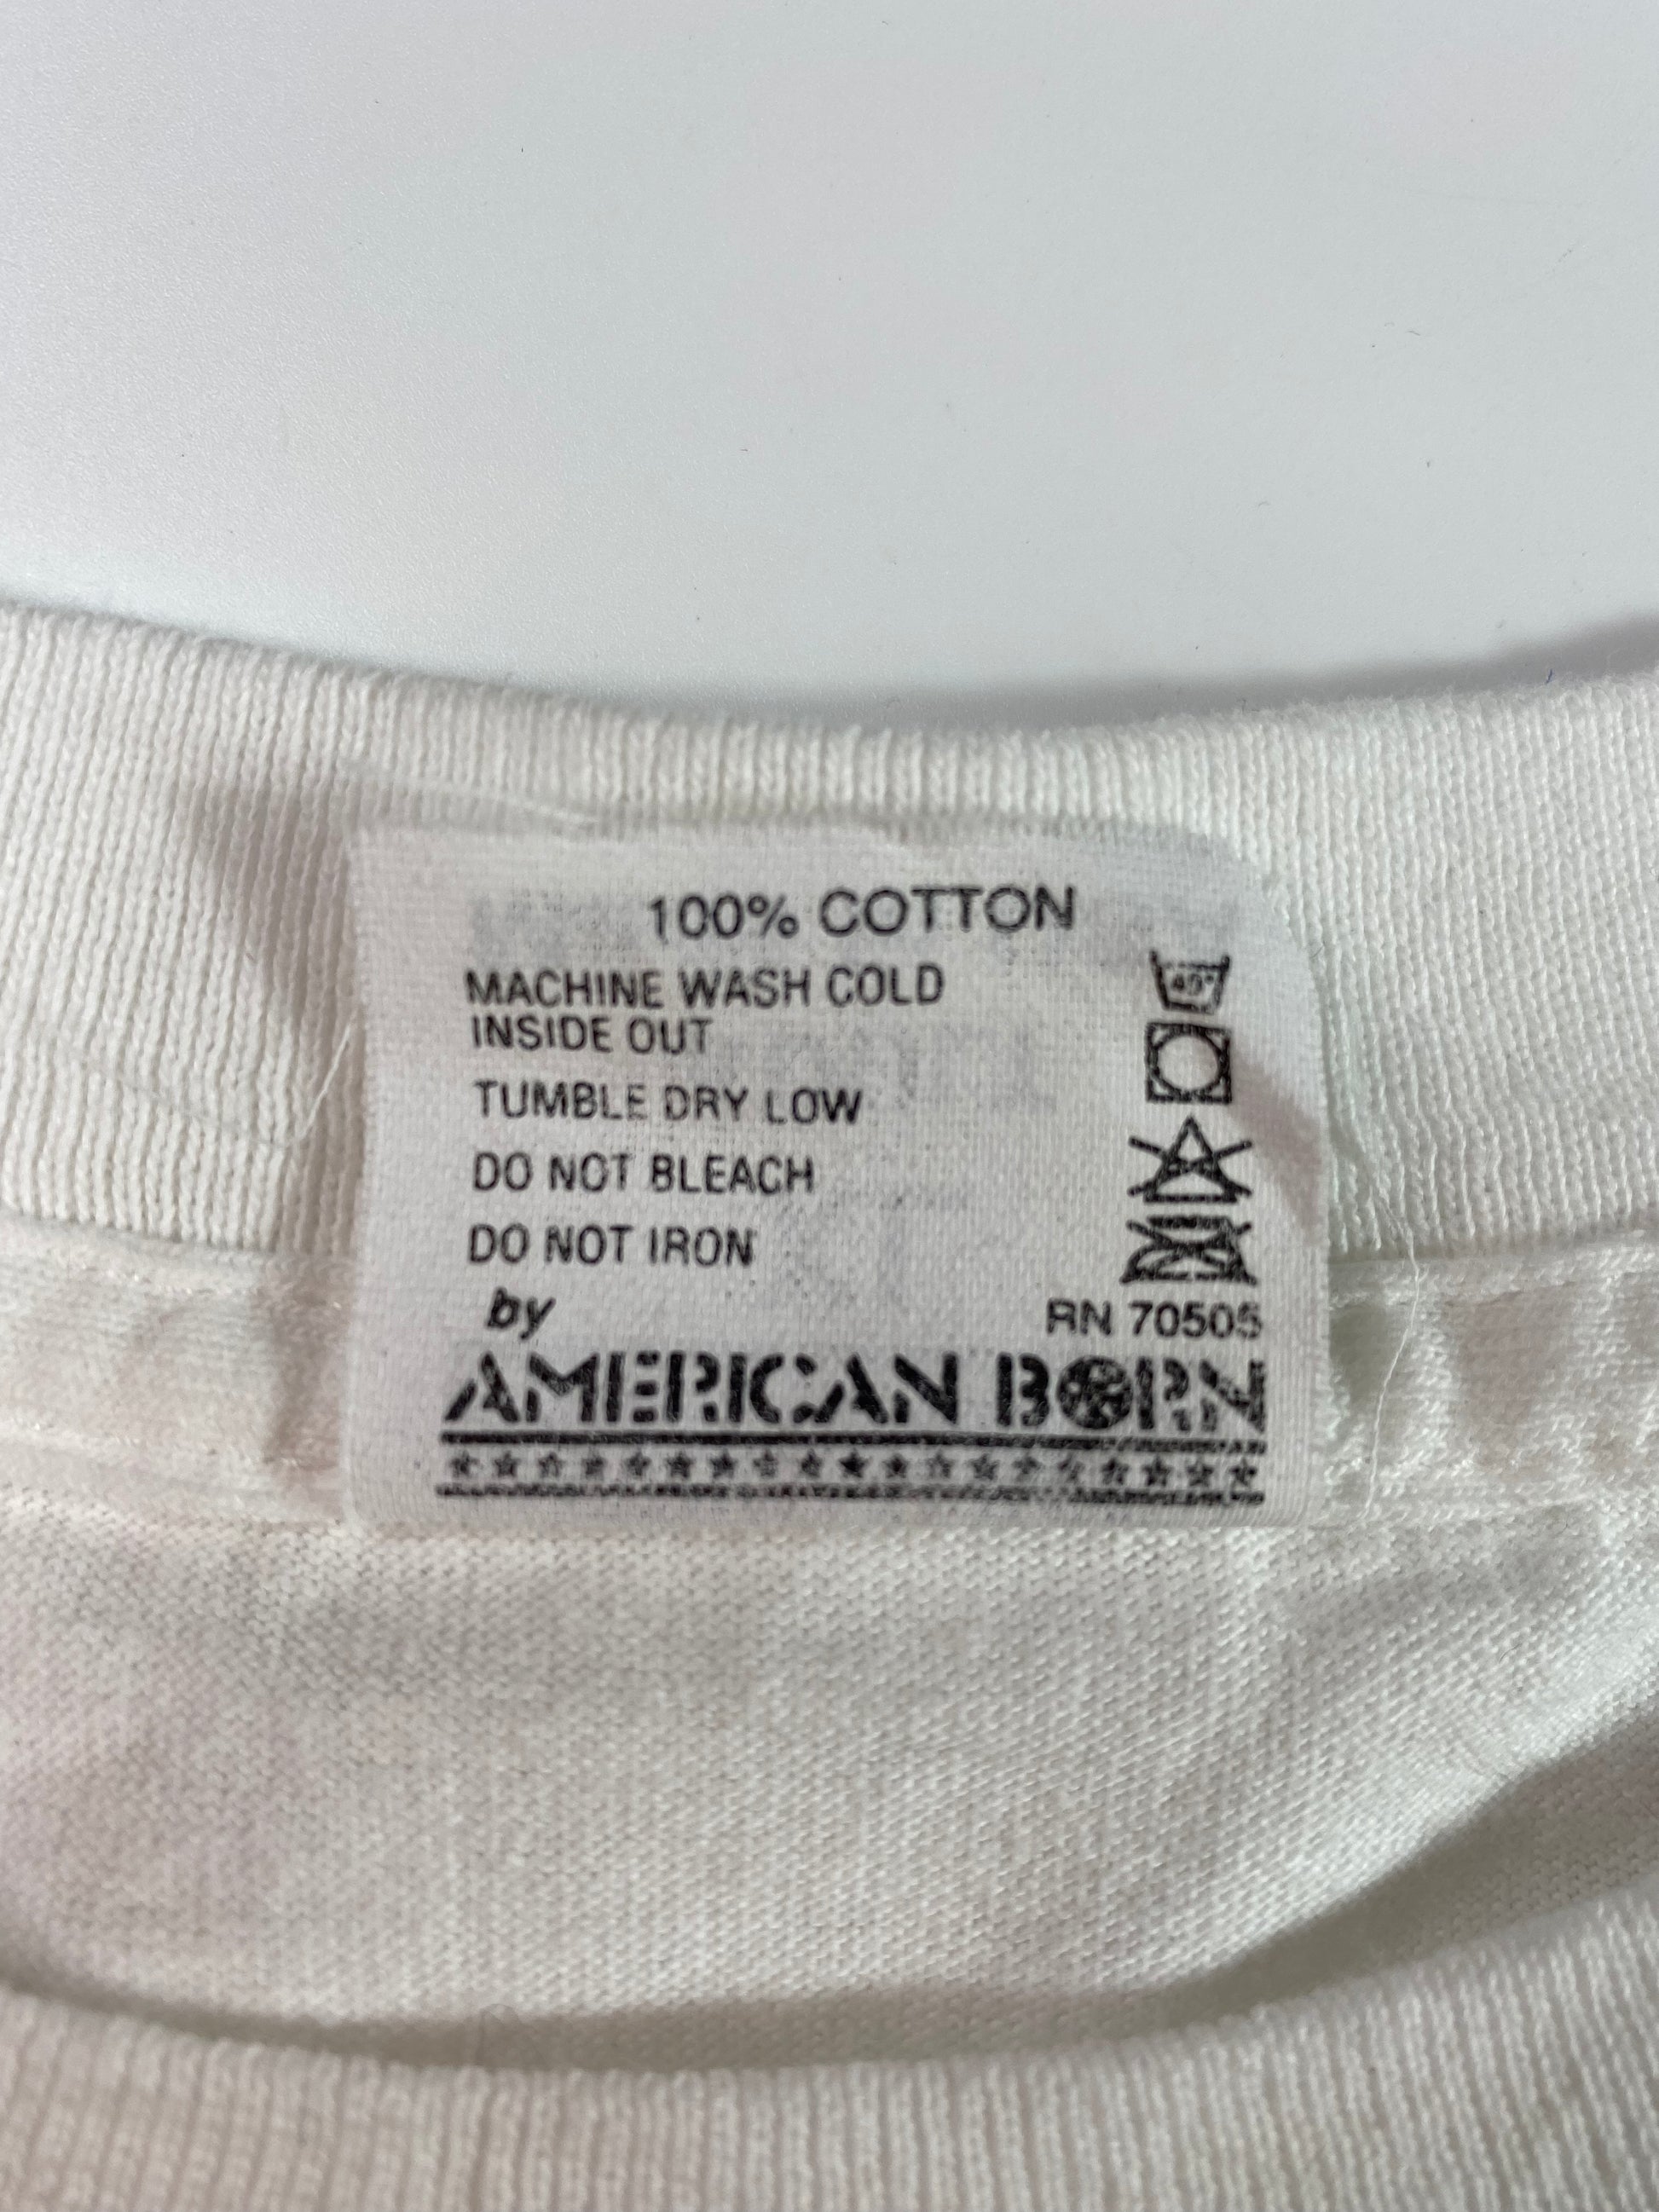 100% COTTON
MACHINE WASH COLD
INSIDE OUT
40°
TUMBLE DRY LOW
DO NOT BLEACH
DO NOT IRON
by
RN 70505
AMERICAN BORN